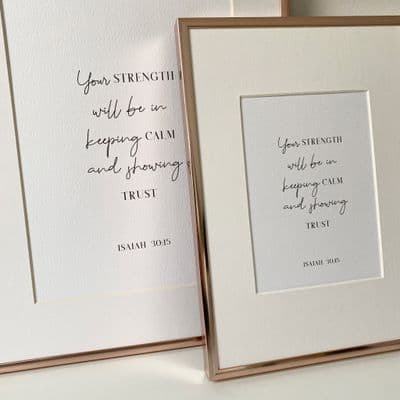 Your STRENGTH
will be in
keeping CALM
and showing
TRUST
ISAIAH 30:15
Your STRENGTH
will be in
keeping CALM
and showing
TRUST
ISAIAH 30:15